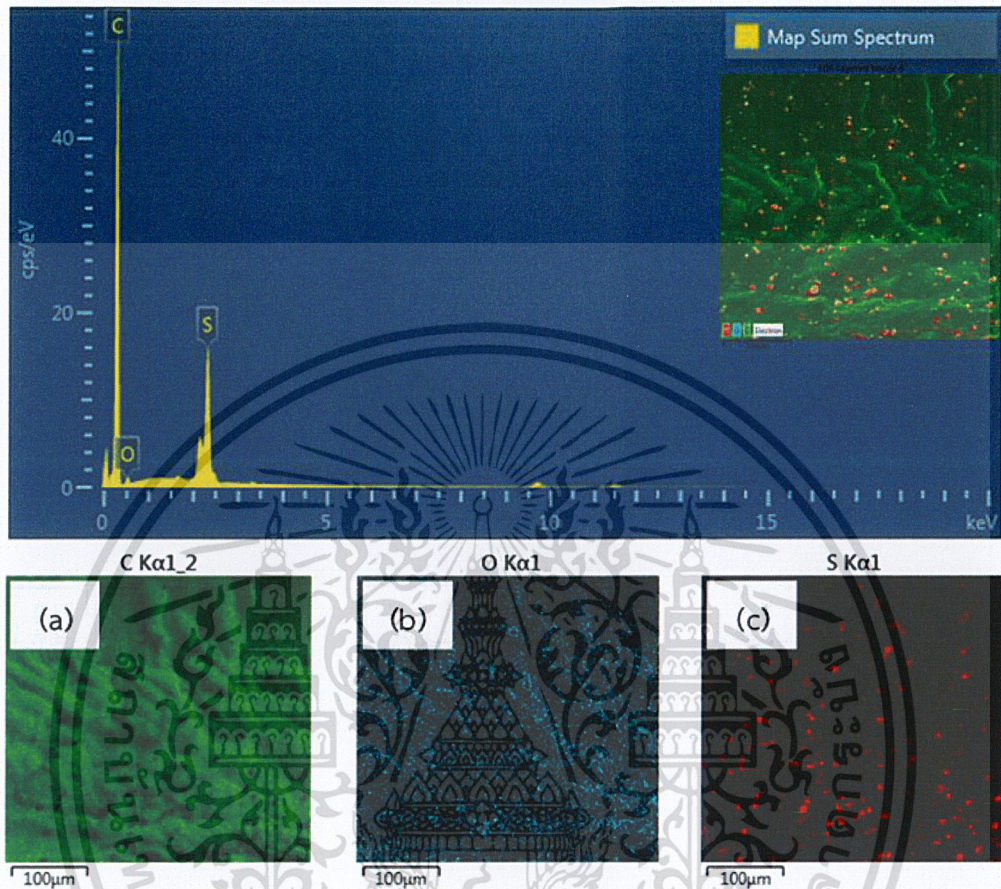 C
Map Sum Spectrum
40
cps/eV
20
S
O
0
0 5 10 15 keV
Electron
C Kα1_2 O Kα1 S Kα1
(a) (b) (c)
100μm 100μm 100μm